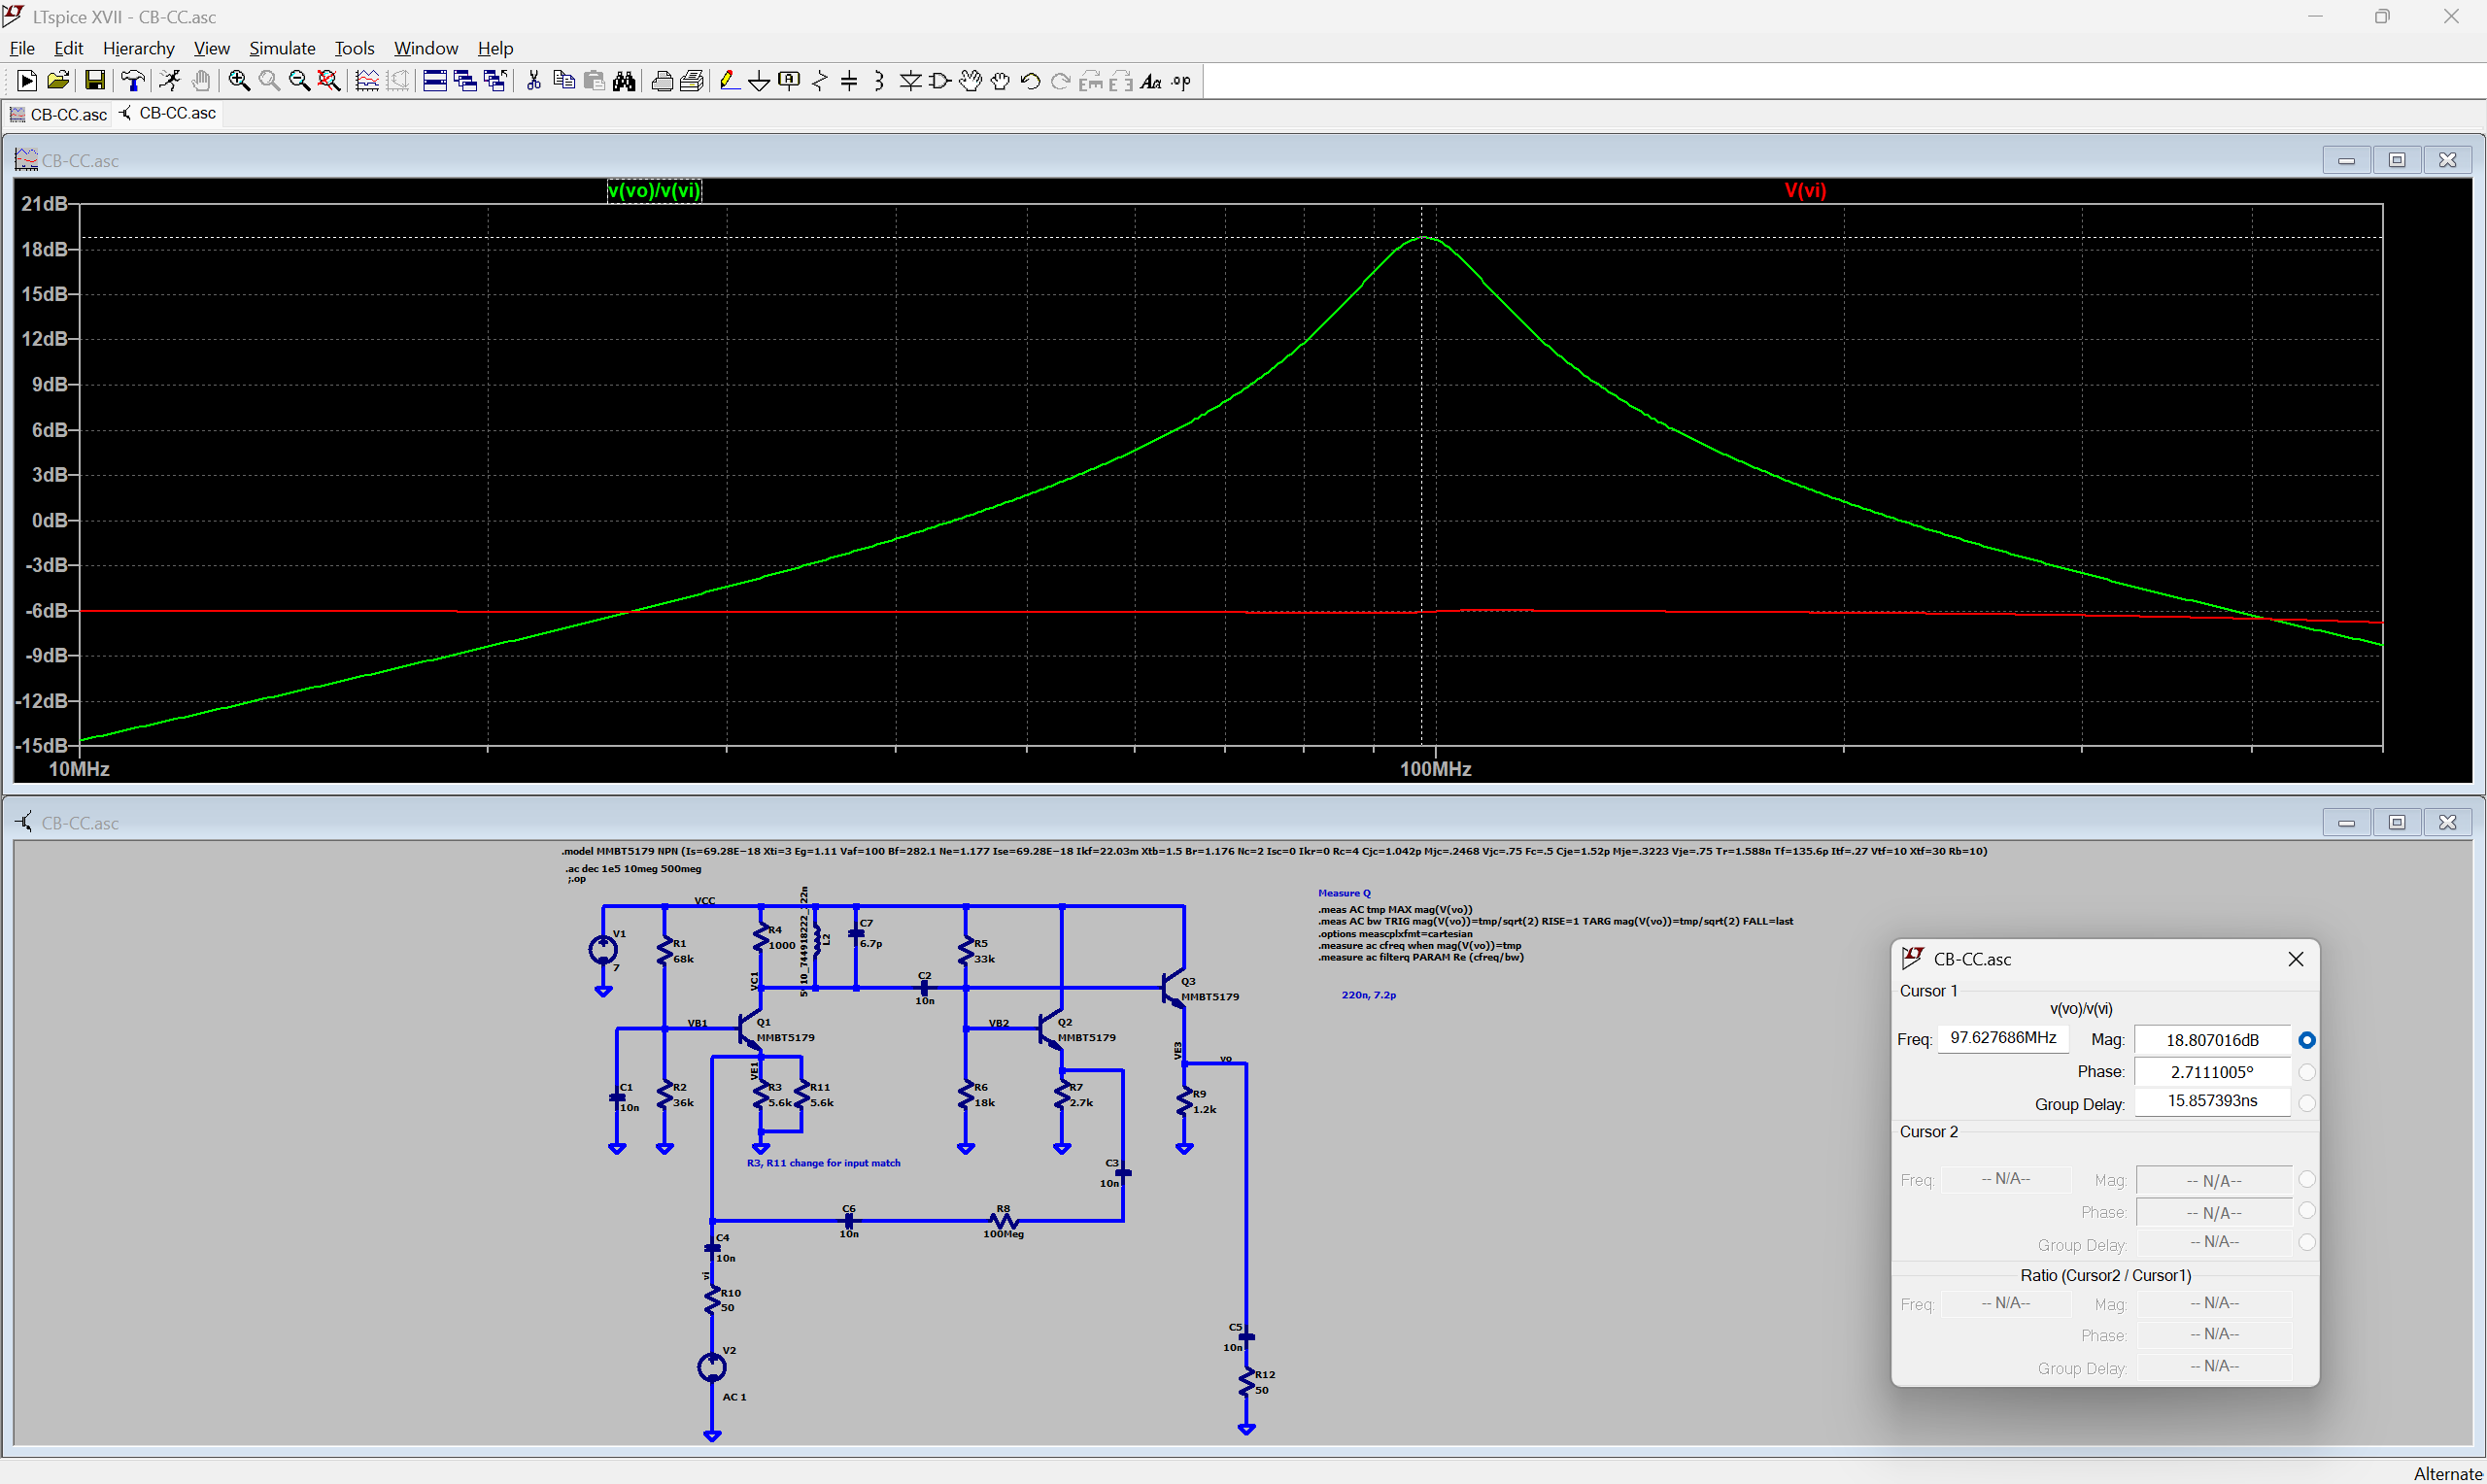 LTspice XVII - CB-CC.asc
File Edit Hierarchy View Simulate Tools Window Help
CB-CC.asc CB-CC.asc
CB-CC.asc
v(vo)/v(vi) V(vi)
21dB
18dB
15dB
12dB
9dB
6dB
3dB
0dB
-3dB
-6dB
-9dB
-12dB
-15dB
10MHz 100MHz
CB-CC.asc
.model MMBT5179 NPN (Is=69.28E-18 Xti=3 Eg=1.11 Vaf=100 Bf=282.1 Ne=1.177 Ise=69.28E-18 Ikf=22.03m Xtb=1.5 Br=1.176 Nc=2 Isc=0 Ikr=0 Rc=4 Cjc=1.042p Mjc=.2468 Vjc=.75 Fc=.5 Cje=1.52p Mje=.3223 Vje=.75 Tr=1.588n Tf=135.6p Itf=.27 Vtf=10 Xtf=30 Rb=10)
.ac dec 1e5 10meg 500meg
;.op
Measure Q
.meas AC tmp MAX mag(V(vo))
.meas AC bw TRIG mag(V(vo))=tmp/sqrt(2) RISE=1 TARG mag(V(vo))=tmp/sqrt(2) FALL=last
.options meascplxfmt=cartesian
.measure ac cfreq when mag(V(vo))=tmp
.measure ac filterq PARAM Re (cfreq/bw)
220n, 7.2p
VCC
V1
7
R1
68k
R4
1000
L2
C7
6.7p
R5
33k
VC1
C2
10n
Q3
MMBT5179
VB1
Q1
MMBT5179
VB2
Q2
MMBT5179
VE3
vo
C1
10n
R2
36k
VE1
R3
5.6k
R11
5.6k
R6
18k
R7
2.7k
R9
1.2k
R3, R11 change for input match
C3
10n
C6
10n
R8
100Meg
C4
10n
vi
R10
50
V2
AC 1
C5
10n
R12
50
CB-CC.asc
Cursor 1
v(vo)/v(vi)
Freq: 97.627686MHz Mag: 18.807016dB
Phase: 2.7111005°
Group Delay: 15.857393ns
Cursor 2
Freq: -- N/A-- Mag: -- N/A--
Phase: -- N/A--
Group Delay: -- N/A--
Ratio (Cursor2 / Cursor1)
Freq: -- N/A-- Mag: -- N/A--
Phase: -- N/A--
Group Delay: -- N/A--
Alternate